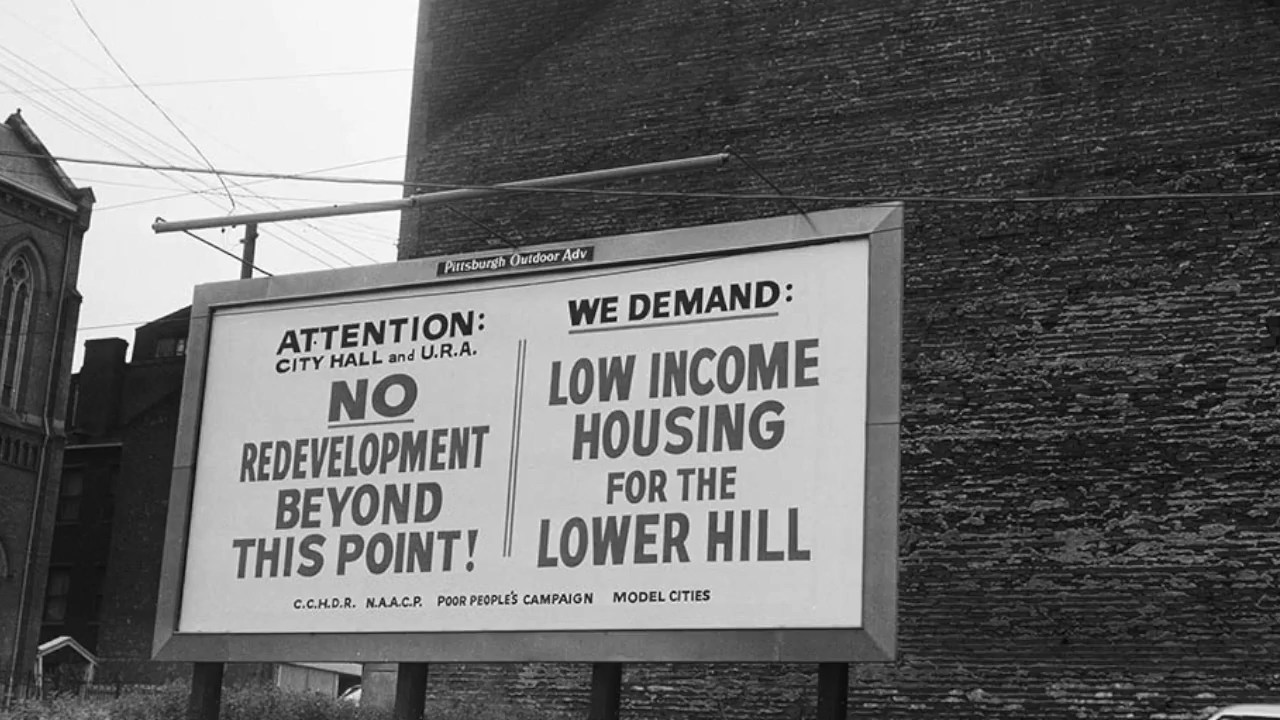 Pittsburgh Outdoor Adv
ATTENTION:
CITY HALL and U.R.A.
NO
REDEVELOPMENT
BEYOND
THIS POINT!
WE DEMAND:
LOW INCOME
HOUSING
FOR THE
LOWER HILL
C.C.H.D.R. N.A.A.C.P. POOR PEOPLE'S CAMPAIGN MODEL CITIES